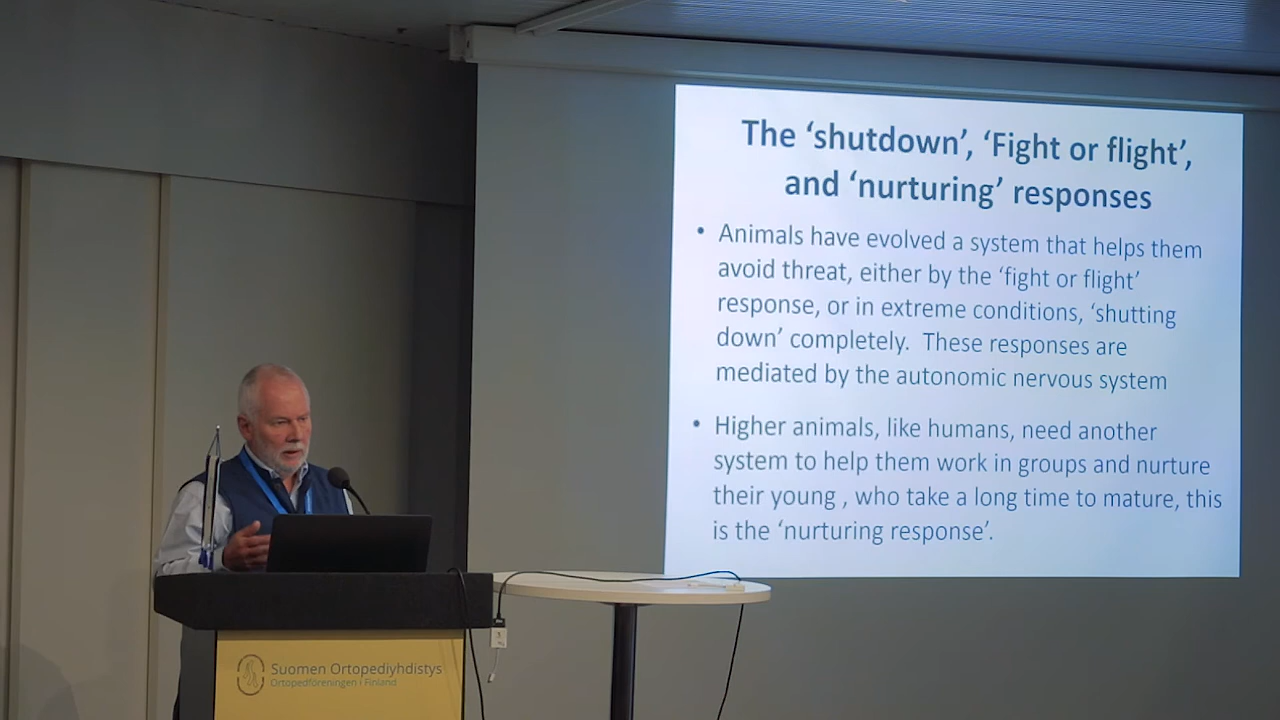 The ‘shutdown’, ‘Fight or flight’,
and ‘nurturing’ responses
• Animals have evolved a system that helps them
avoid threat, either by the ‘fight or flight’
response, or in extreme conditions, ‘shutting
down’ completely.  These responses are
mediated by the autonomic nervous system
• Higher animals, like humans, need another
system to help them work in groups and nurture
their young , who take a long time to mature, this
is the ‘nurturing response’.
Suomen Ortopediyhdistys
Ortopedföreningen i Finland